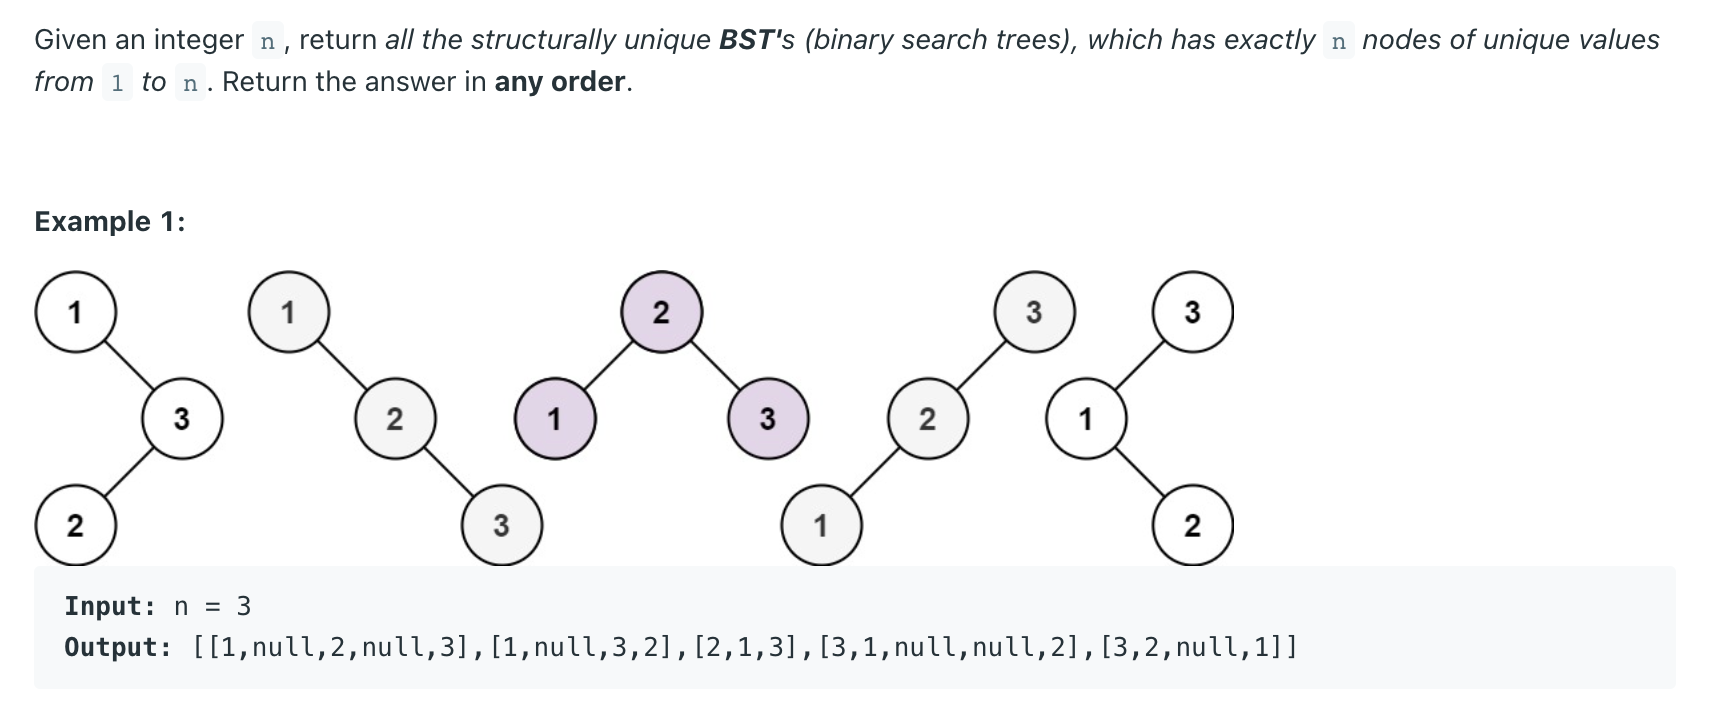 Given an integer n, return all the structurally unique BST's (binary search trees), which has exactly n nodes of unique values
from 1 to n. Return the answer in any order.
Example 1:
1 1 2 3 3
3 2 1 3 2 1
2 3 1 2
Input: n = 3
Output: [[1,null,2,null,3],[1,null,3,2],[2,1,3],[3,1,null,null,2],[3,2,null,1]]